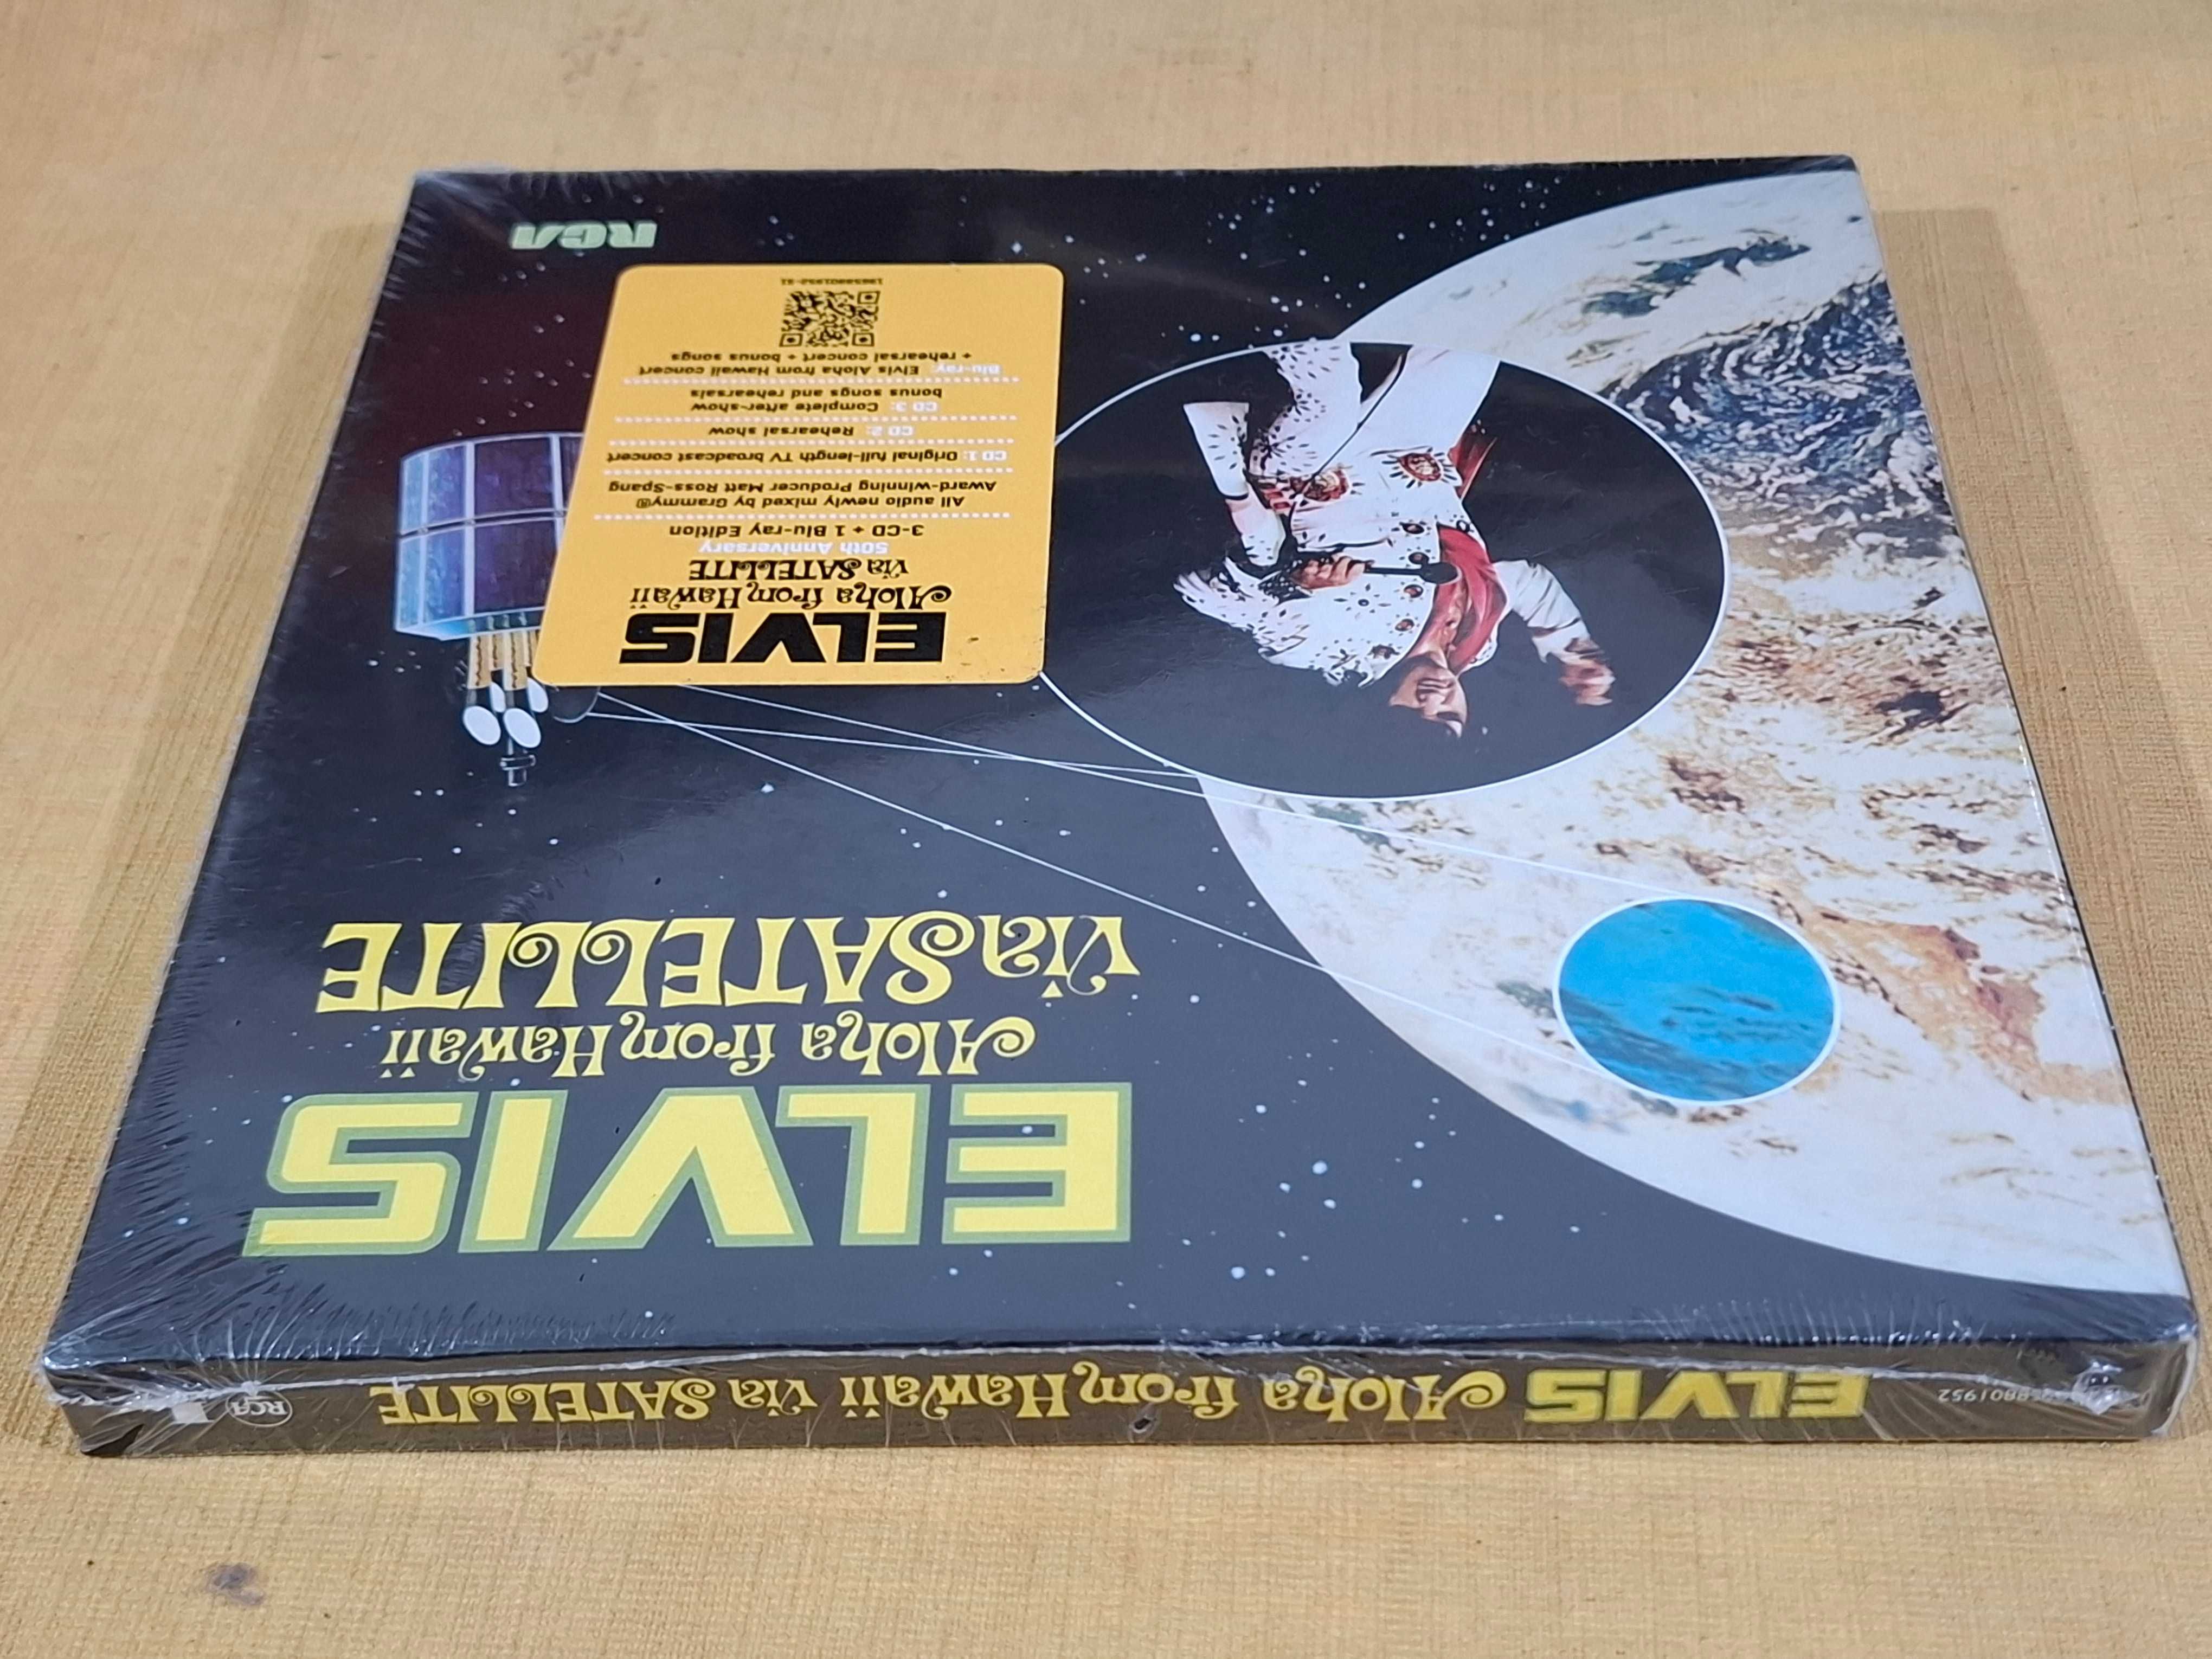 ELVIS
Aloha from Hawaii
via SATELLITE
ELVIS
Aloha from Hawaii
via SATELLITE
50th Anniversary
3-CD + 1 Blu-ray Edition
All audio newly mixed by Grammy®
Award-winning Producer Matt Ross-Spang
CD 1: Original full-length TV broadcast concert
CD 2: Rehearsal show
CD 3: Complete after-show
bonus songs and rehearsals
Blu-ray: Elvis Aloha from Hawaii concert
+ rehearsal concert + bonus songs
19658801952-S1
RCA
ELVIS Aloha from Hawaii via SATELLITE
RCA